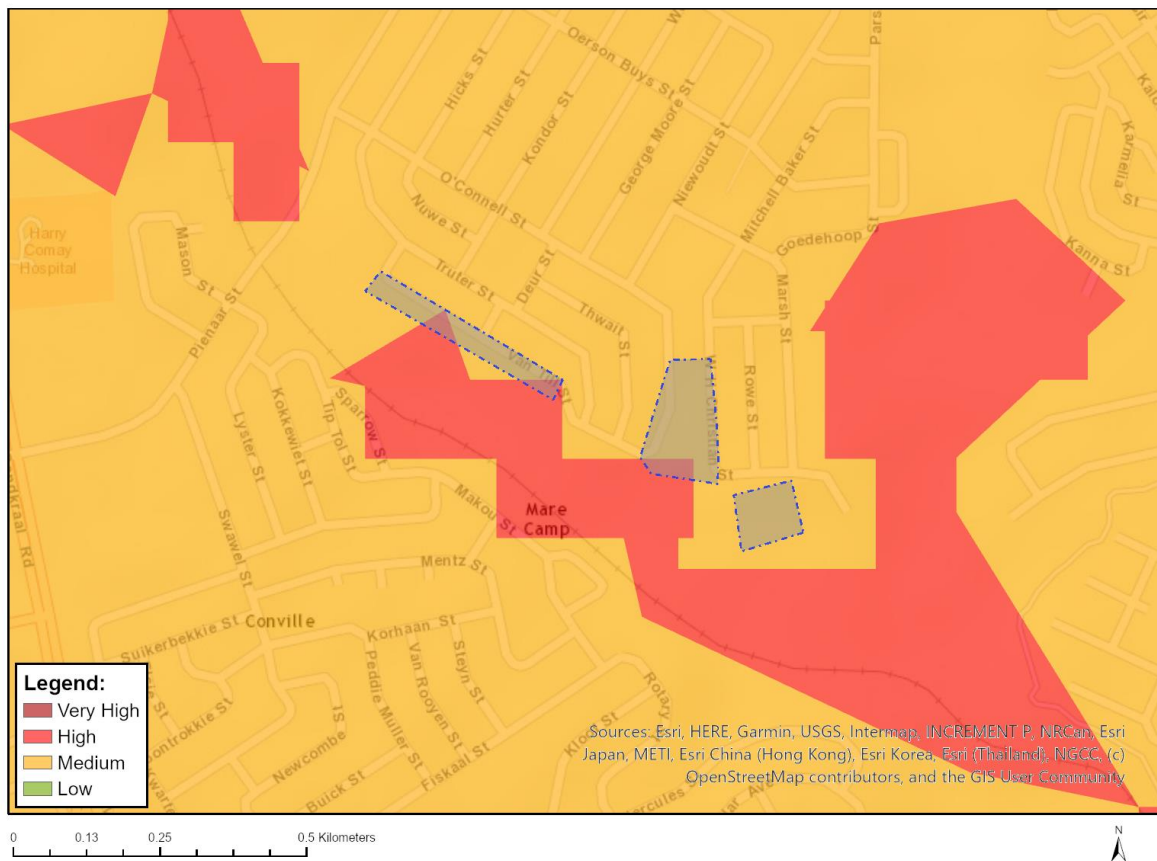 Oerson Buys St
Pars
Hicks St
Hurter St
Kondor St
George Moore St
Niewoudt St
Mitchell Baker St
Karmelia St
Kanna St
O'Connell St
Nuwe St
Goedehoop St
Harry
Comay
Hospital
Mason St
Truter St
Deur St
Thwait St
Marsh St
Pienaar St
Rowe St
Kokkewiet St
Tip Tol St
Sparrow St
Lyster St
Makou St
Mare
Camp
Swawel St
Mentz St
Conville
Suikerbekkie St
Korhaan St
Peddie Muller St
Van Rooyen St
Steyn St
Rotary
Newcombe St
Buick St
Fiskaal St
Legend:
Very High
High
Medium
Low
Sources: Esri, HERE, Garmin, USGS, Intermap, INCREMENT P, NRCan, Esri
Japan, METI, Esri China (Hong Kong), Esri Korea, Esri (Thailand), NGCC, (c)
OpenStreetMap contributors, and the GIS User Community
0 0.13 0.25 0.5 Kilometers
N